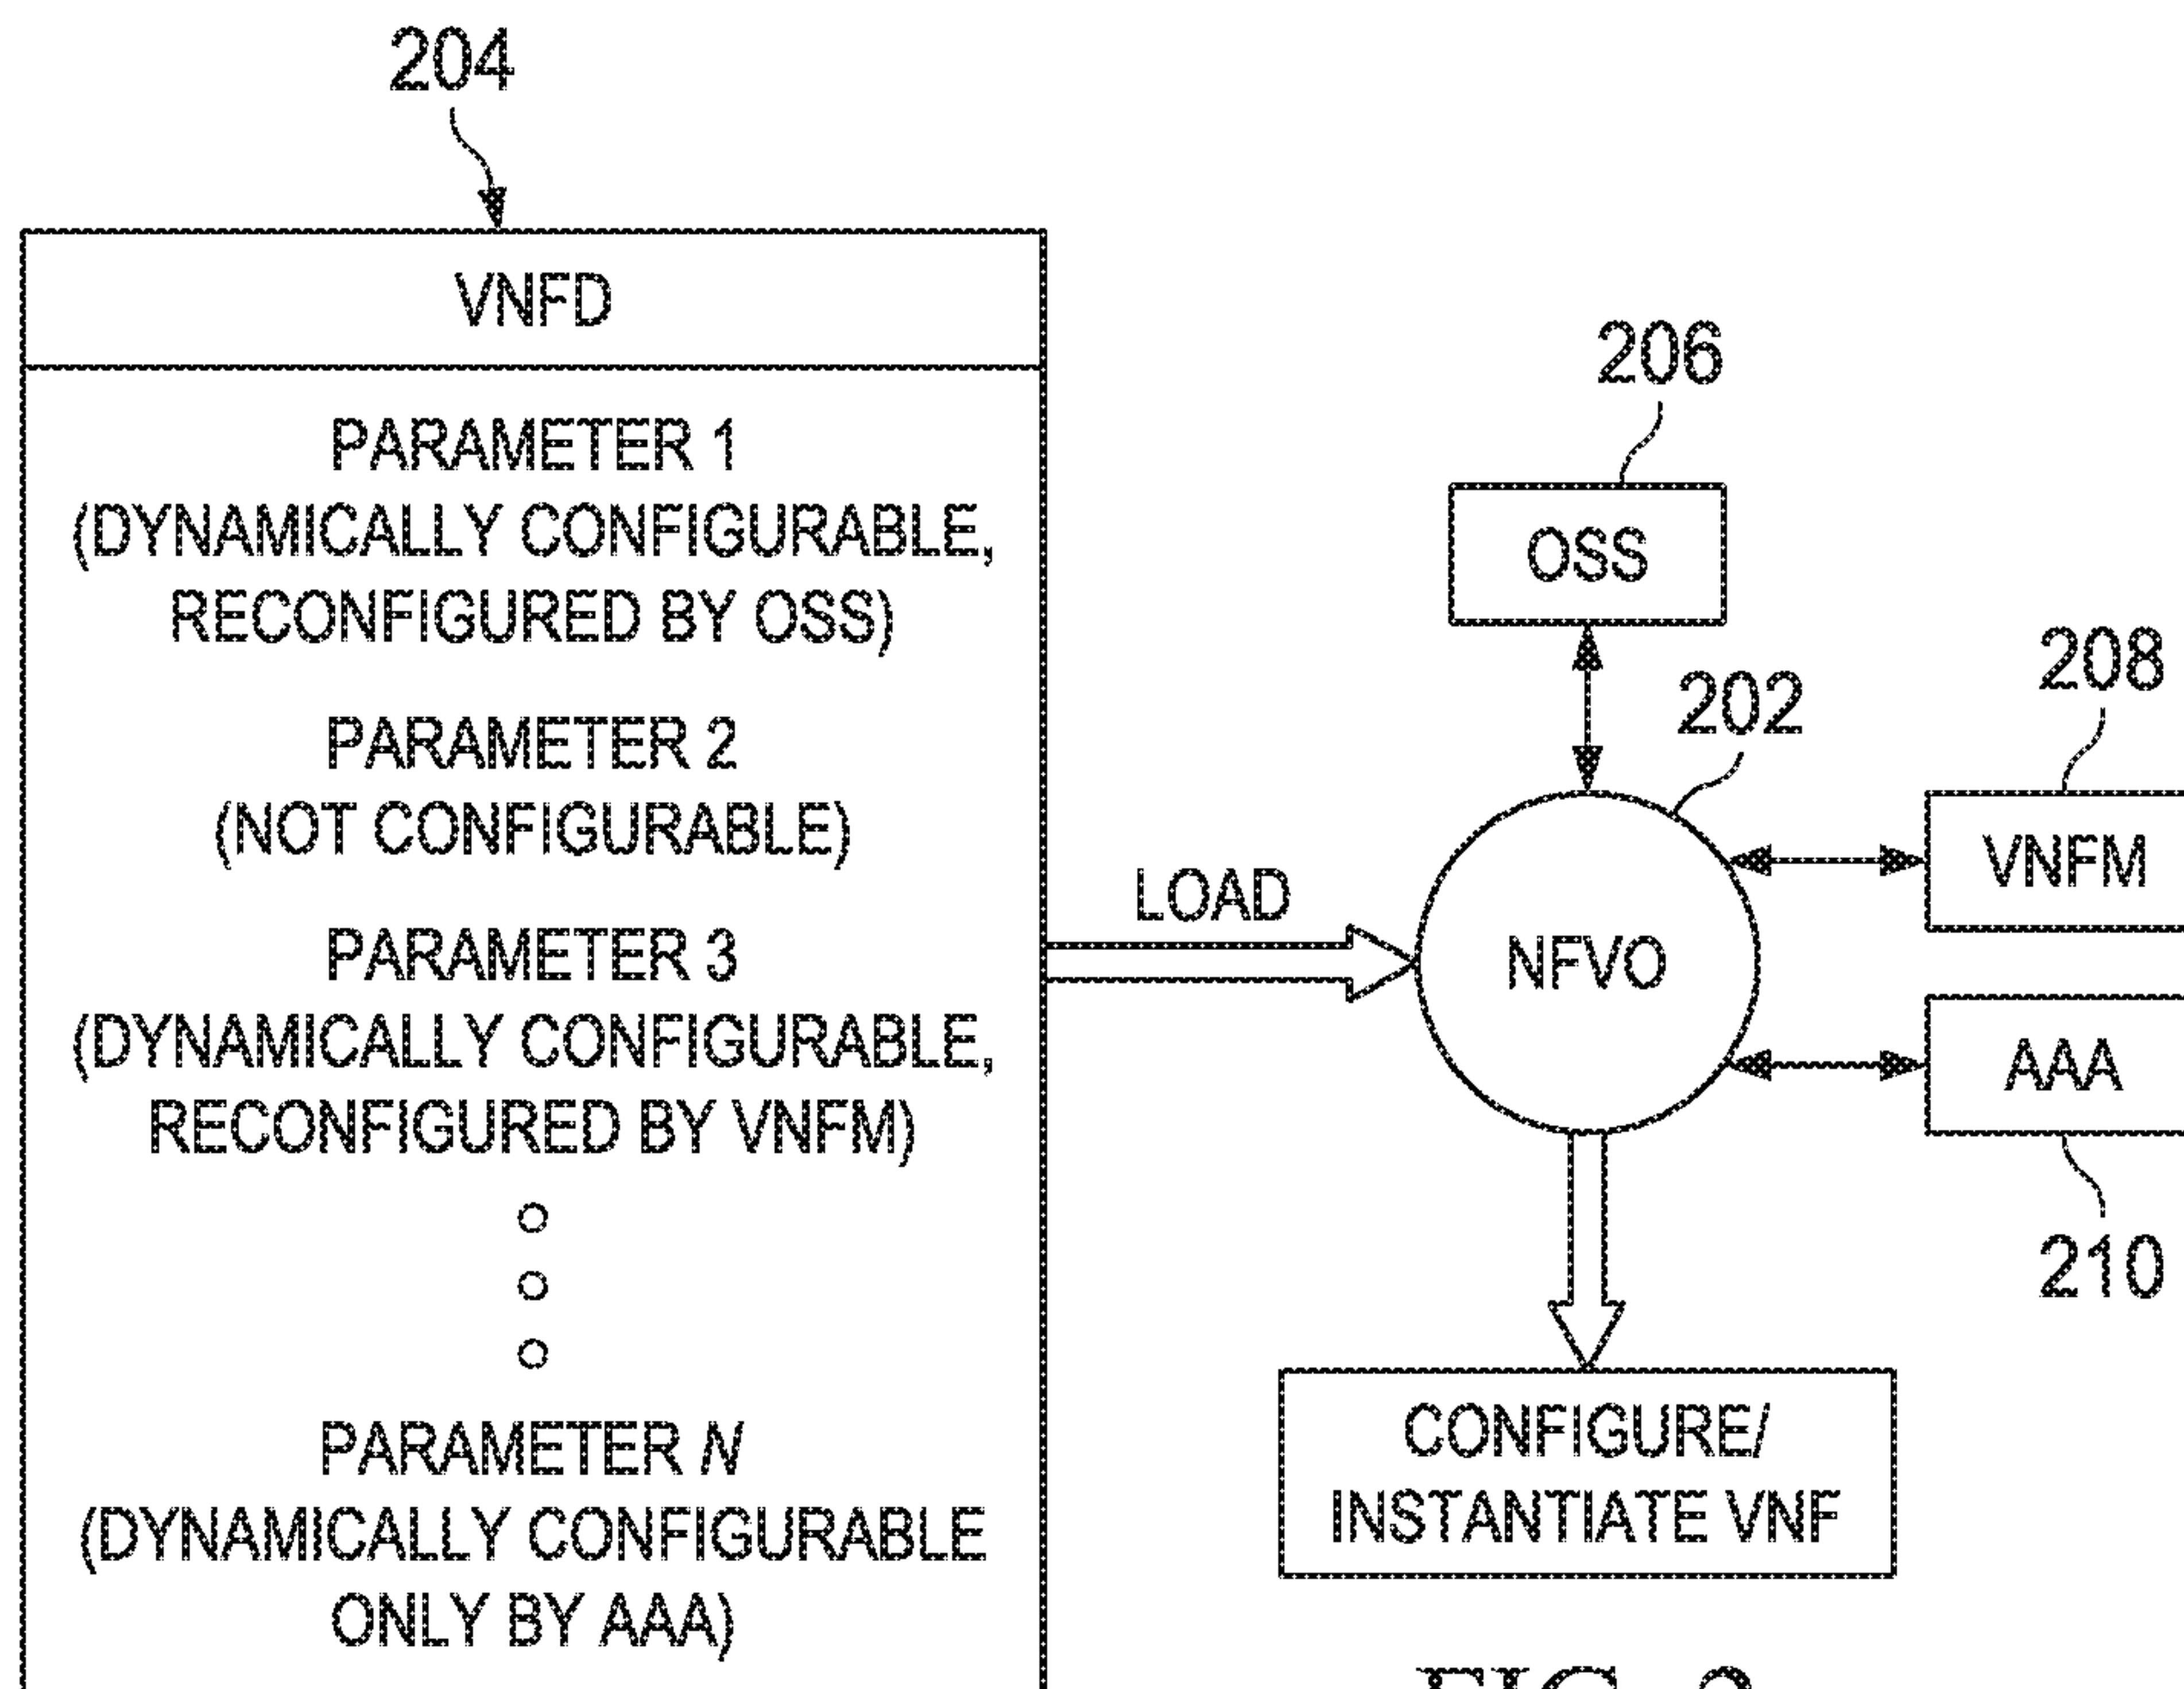 204
VNFD
PARAMETER 1
(DYNAMICALLY CONFIGURABLE,
RECONFIGURED BY OSS)
PARAMETER 2
(NOT CONFIGURABLE)
PARAMETER 3
(DYNAMICALLY CONFIGURABLE,
RECONFIGURED BY VNFM)
PARAMETER N
(DYNAMICALLY CONFIGURABLE
ONLY BY AAA)
LOAD
206
OSS
202
208
VNFM
NFVO
AAA
210
CONFIGURE/
INSTANTIATE VNF